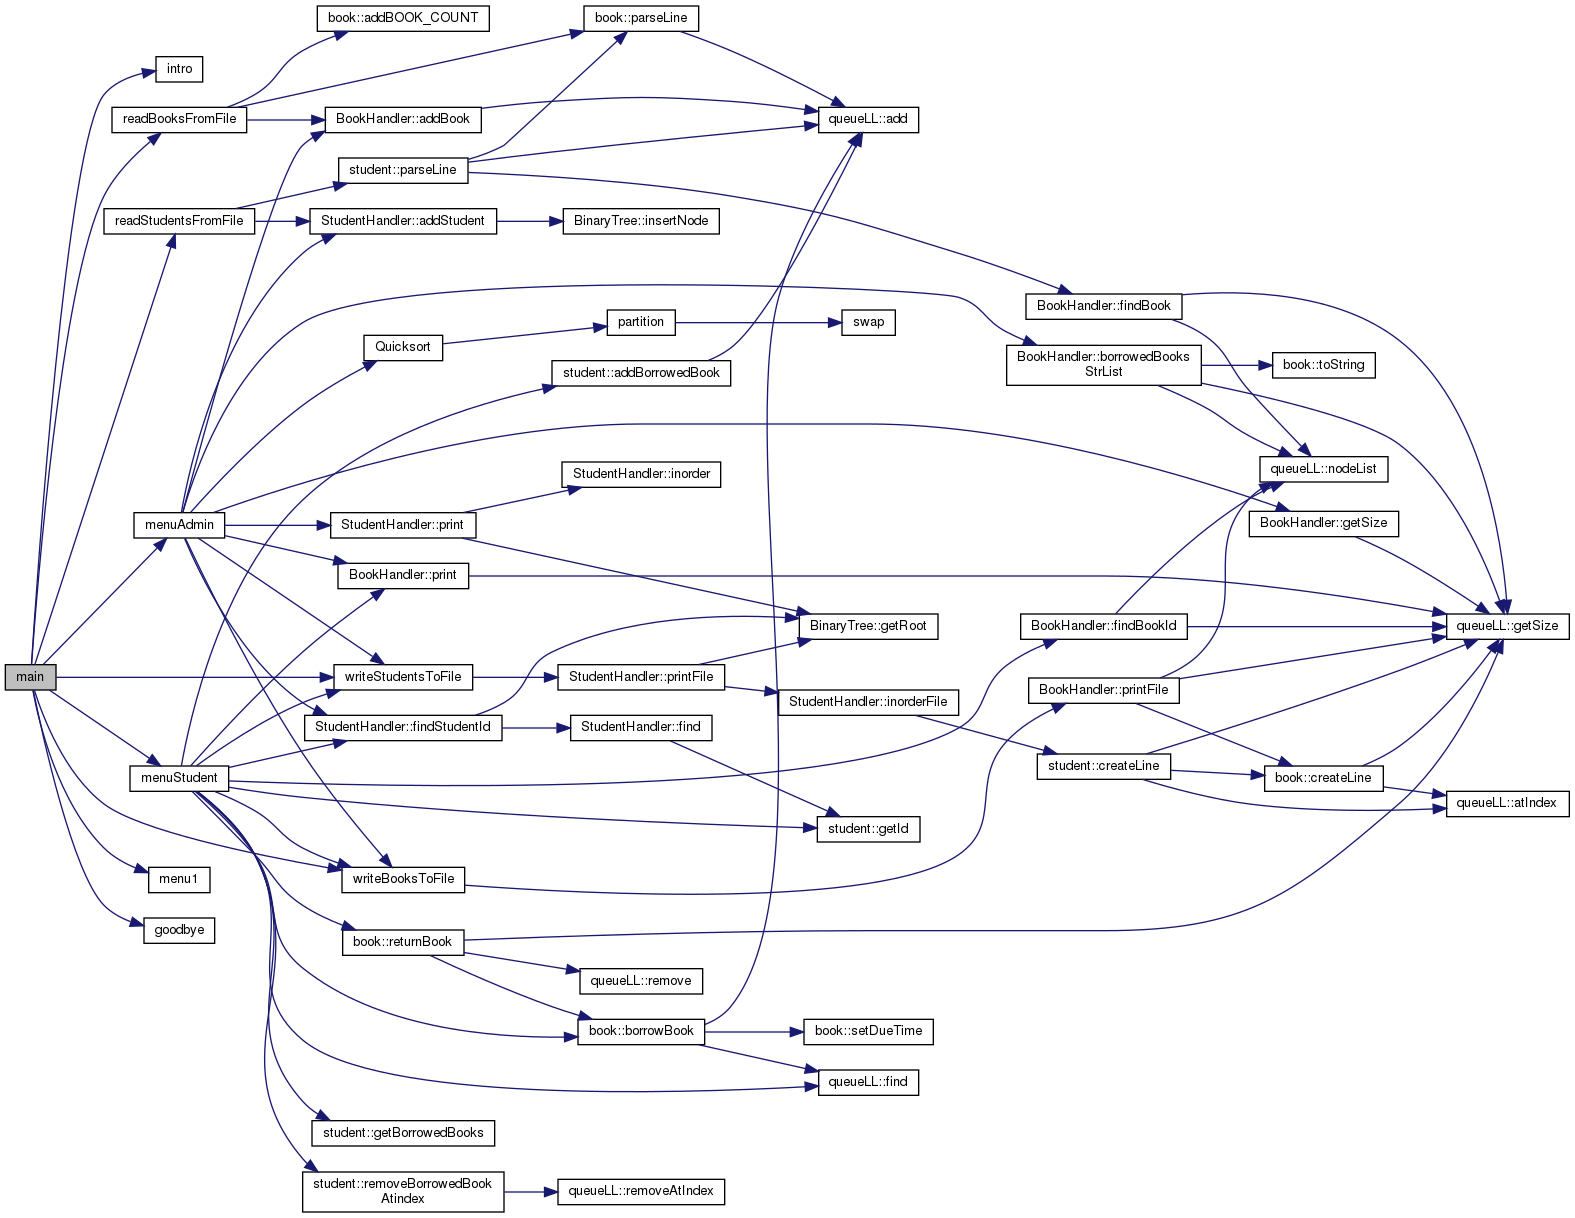 book::addBOOK_COUNT
book::parseLine
intro
readBooksFromFile
BookHandler::addBook
queueLL::add
student::parseLine
readStudentsFromFile
StudentHandler::addStudent
BinaryTree::insertNode
BookHandler::findBook
partition
swap
Quicksort
BookHandler::borrowedBooks
StrList
book::toString
student::addBorrowedBook
StudentHandler::inorder
queueLL::nodeList
menuAdmin
StudentHandler::print
BookHandler::getSize
BookHandler::print
BinaryTree::getRoot
BookHandler::findBookId
queueLL::getSize
main
writeStudentsToFile
StudentHandler::printFile
StudentHandler::inorderFile
BookHandler::printFile
StudentHandler::findStudentId
StudentHandler::find
student::createLine
menuStudent
book::createLine
queueLL::atIndex
student::getId
menu1
writeBooksToFile
goodbye
book::returnBook
queueLL::remove
book::borrowBook
book::setDueTime
queueLL::find
student::getBorrowedBooks
student::removeBorrowedBook
AtIndex
queueLL::removeAtIndex